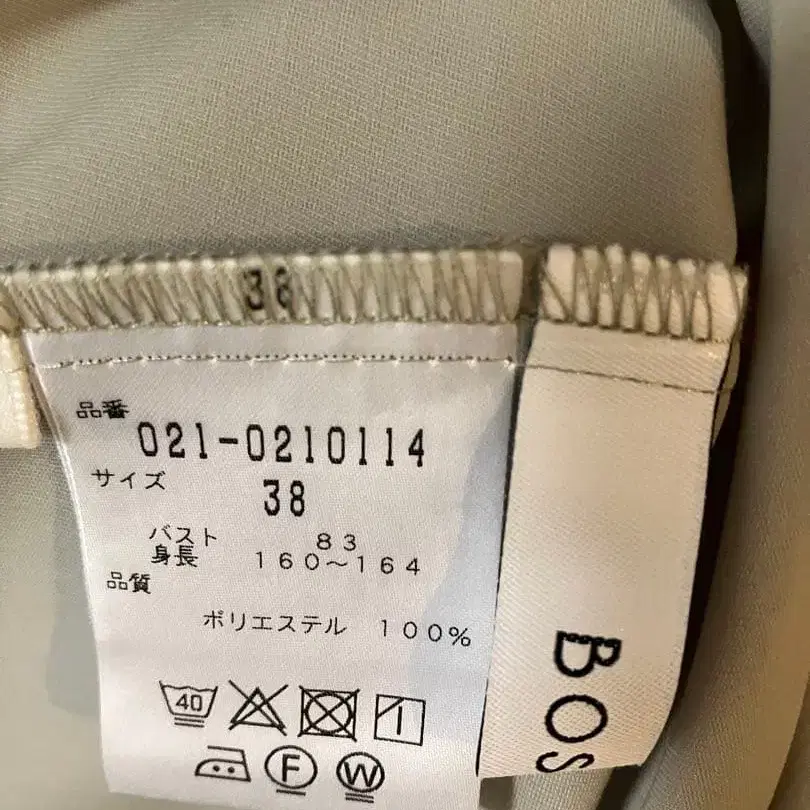 38
品番
021-0210114
サイズ
38
バスト 83
身長 160～164
品質
ポリエステル 100%
40
F W
BOS